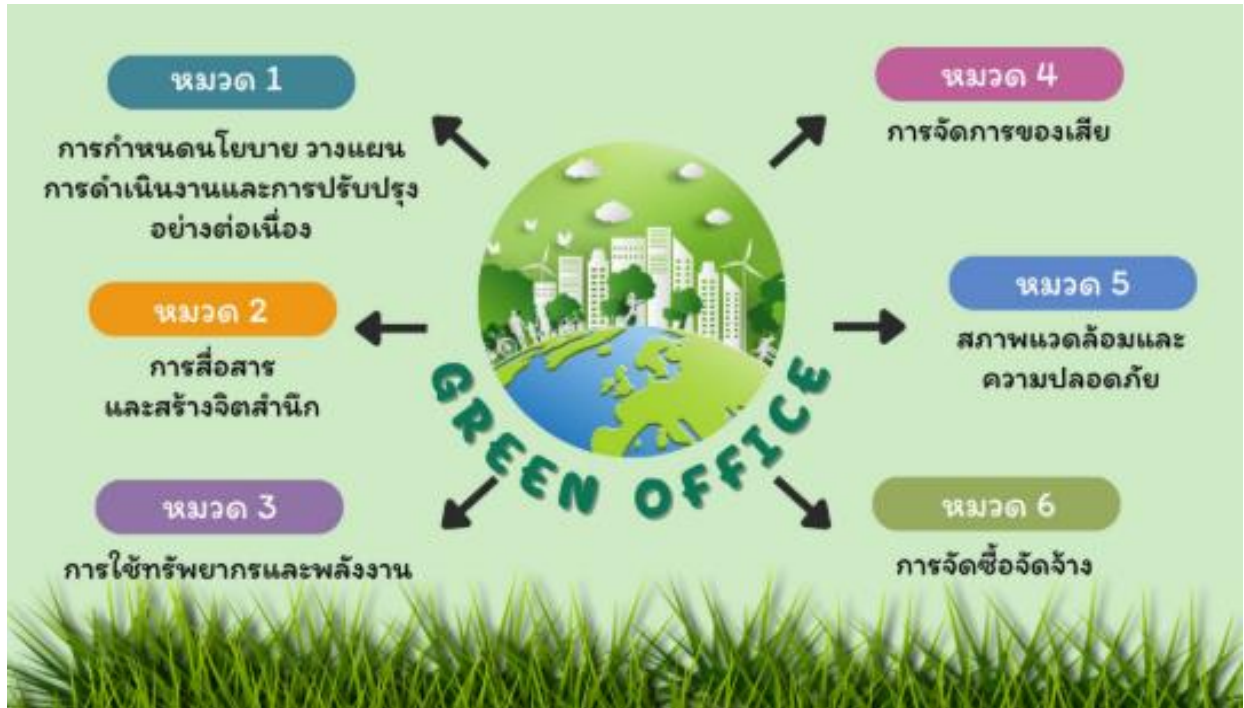 หมวด 1
การกำหนดนโยบาย วางแผน
การดำเนินงานและการปรับปรุง
อย่างต่อเนื่อง
หมวด 2
การสื่อสาร
และสร้างจิตสำนึก
หมวด 3
การใช้ทรัพยากรและพลังงาน
GREEN OFFICE
หมวด 4
การจัดการของเสีย
หมวด 5
สภาพแวดล้อมและ
ความปลอดภัย
หมวด 6
การจัดซื้อจัดจ้าง